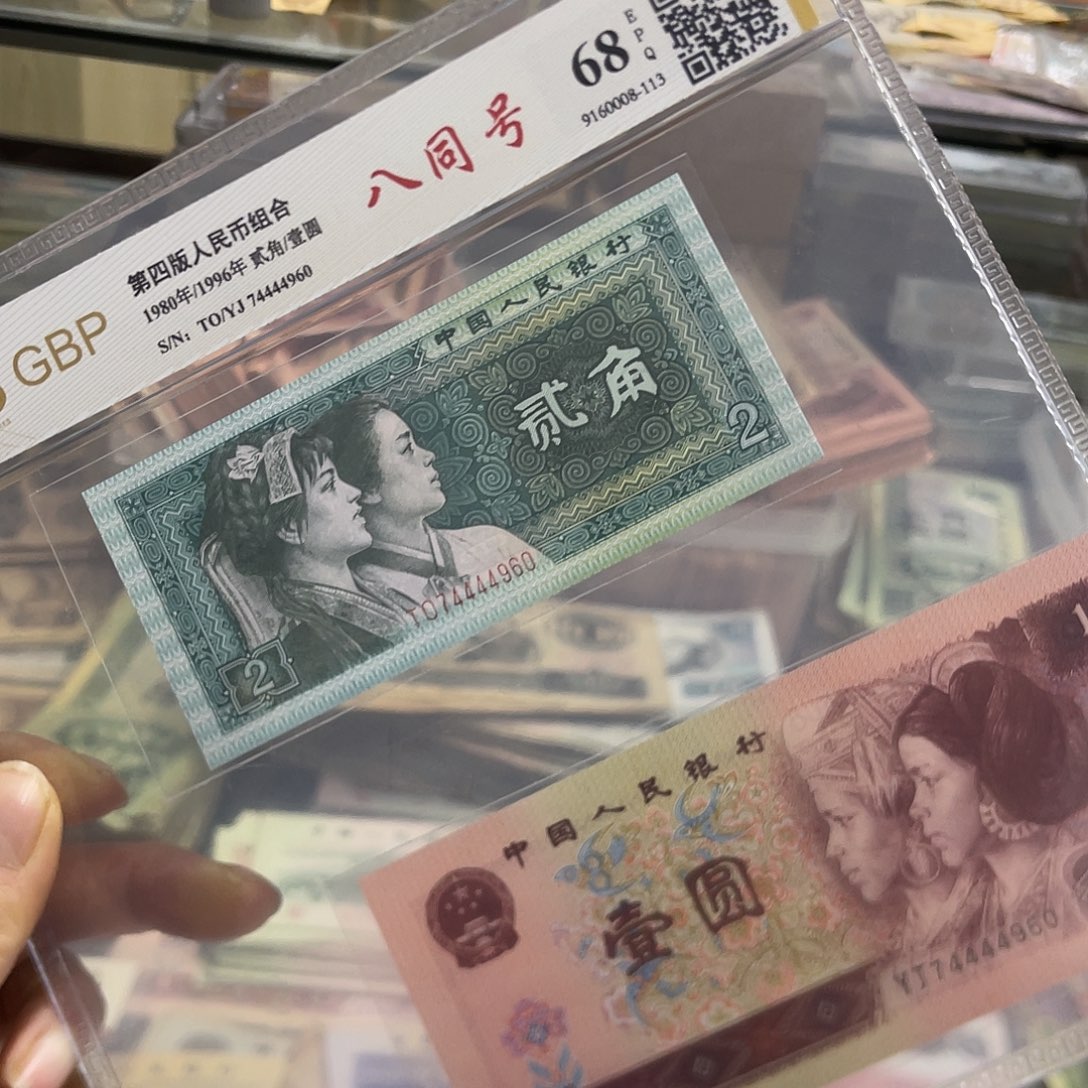 GBP
第四版人民币组合
1980年/1996年 贰角/壹圆
S/N: TO/YJ 74444960
八同号
68
EPQ
9160008-113
中国人民银行
贰角
2
TO74444960
2
中国人民银行
壹圆
YJ74444960
1